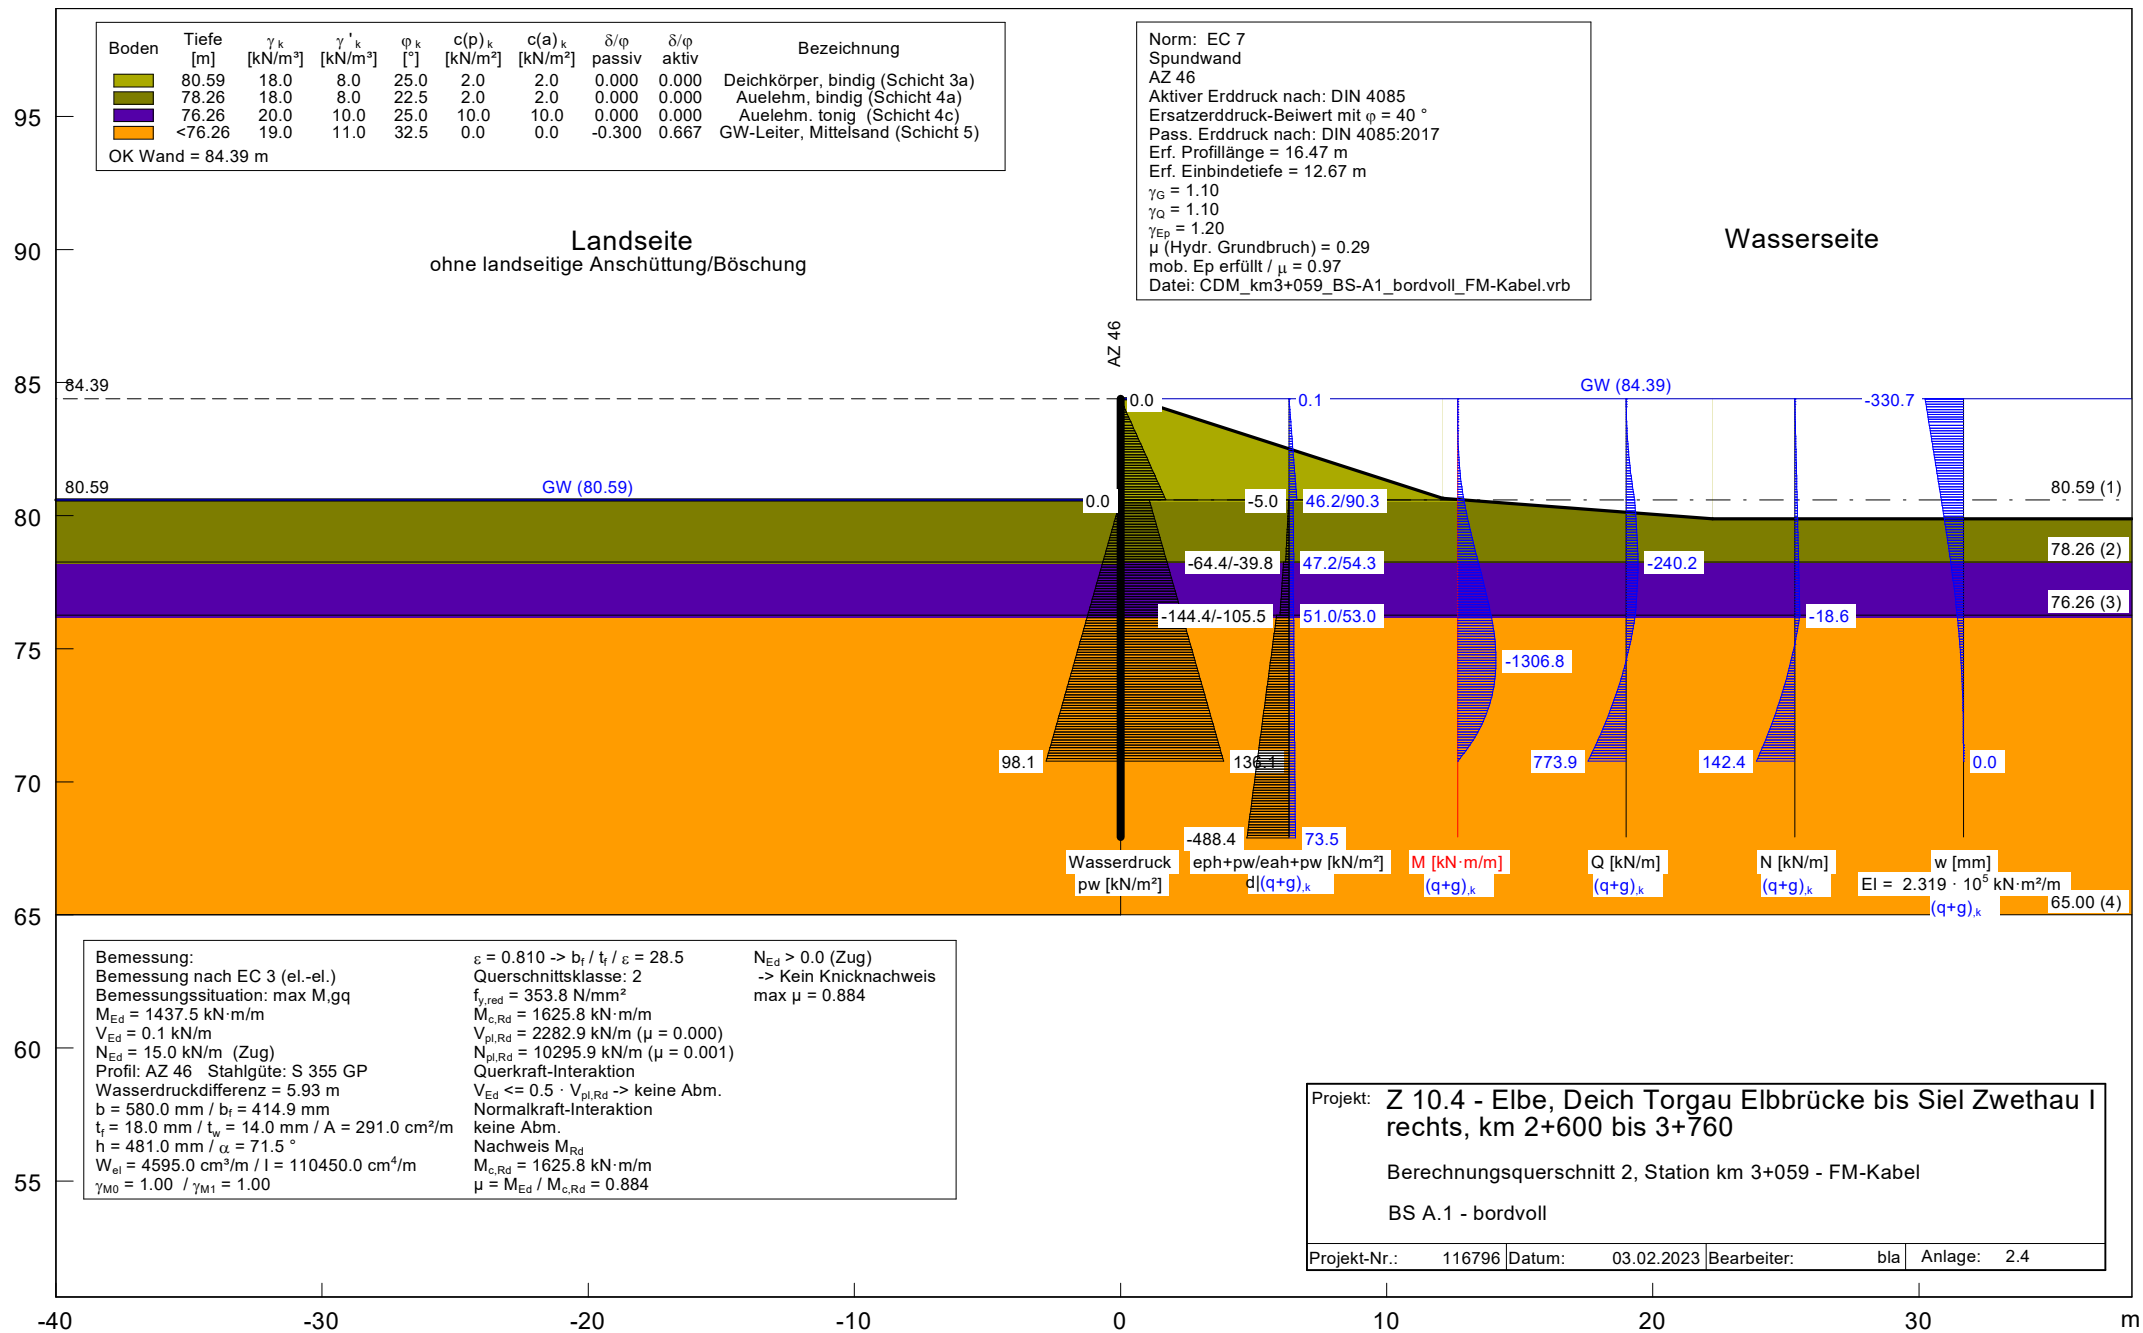 Boden Tiefe [m] γk [kN/m³] γ'k [kN/m³] φk [°] c(p)k [kN/m²] c(a)k [kN/m²] δ/φ passiv δ/φ aktiv Bezeichnung
80.59 18.0 8.0 25.0 2.0 2.0 0.000 0.000 Deichkörper, bindig (Schicht 3a)
78.26 18.0 8.0 22.5 2.0 2.0 0.000 0.000 Auelehm, bindig (Schicht 4a)
76.26 20.0 10.0 25.0 10.0 10.0 0.000 0.000 Auelehm. tonig (Schicht 4c)
<76.26 19.0 11.0 32.5 0.0 0.0 -0.300 0.667 GW-Leiter, Mittelsand (Schicht 5)
OK Wand = 84.39 m
Norm: EC 7
Spundwand
AZ 46
Aktiver Erddruck nach: DIN 4085
Ersatzerddruck-Beiwert mit φ = 40 °
Pass. Erddruck nach: DIN 4085:2017
Erf. Profillänge = 16.47 m
Erf. Einbindetiefe = 12.67 m
γG = 1.10
γQ = 1.10
γEp = 1.20
μ (Hydr. Grundbruch) = 0.29
mob. Ep erfüllt / μ = 0.97
Datei: CDM_km3+059_BS-A1_bordvoll_FM-Kabel.vrb
Landseite
ohne landseitige Anschüttung/Böschung
Wasserseite
AZ 46
95
90
85
80
75
70
65
60
55
84.39
0.0
0.1
GW (84.39)
-330.7
80.59
GW (80.59)
0.0
-5.0
46.2/90.3
80.59 (1)
-64.4/-39.8
47.2/54.3
-240.2
78.26 (2)
-144.4/-105.5
51.0/53.0
-18.6
76.26 (3)
-1306.8
98.1
136.1
773.9
142.4
0.0
-488.4
73.5
Wasserdruck
pw [kN/m²]
eph+pw/eah+pw [kN/m²]
d|(q+g),k
M [kN·m/m]
(q+g),k
Q [kN/m]
(q+g),k
N [kN/m]
(q+g),k
w [mm]
EI = 2.319 · 10⁵ kN·m²/m
(q+g),k
65.00 (4)
Bemessung:
Bemessung nach EC 3 (el.-el.)
Bemessungssituation: max M,gq
MEd = 1437.5 kN·m/m
VEd = 0.1 kN/m
NEd = 15.0 kN/m (Zug)
Profil: AZ 46 Stahlgüte: S 355 GP
Wasserdruckdifferenz = 5.93 m
b = 580.0 mm / bf = 414.9 mm
tf = 18.0 mm / tw = 14.0 mm / A = 291.0 cm²/m
h = 481.0 mm / α = 71.5 °
Wel = 4595.0 cm³/m / I = 110450.0 cm⁴/m
γM0 = 1.00 / γM1 = 1.00
ε = 0.810 -> bf / tf / ε = 28.5
Querschnittsklasse: 2
fy,red = 353.8 N/mm²
Mc,Rd = 1625.8 kN·m/m
Vpl,Rd = 2282.9 kN/m (μ = 0.000)
Npl,Rd = 10295.9 kN/m (μ = 0.001)
Querkraft-Interaktion
VEd <= 0.5 · Vpl,Rd -> keine Abm.
Normalkraft-Interaktion
keine Abm.
Nachweis MRd
Mc,Rd = 1625.8 kN·m/m
μ = MEd / Mc,Rd = 0.884
NEd > 0.0 (Zug)
-> Kein Knicknachweis
max μ = 0.884
Projekt: Z 10.4 - Elbe, Deich Torgau Elbbrücke bis Siel Zwethau I
rechts, km 2+600 bis 3+760
Berechnungsquerschnitt 2, Station km 3+059 - FM-Kabel
BS A.1 - bordvoll
Projekt-Nr.: 116796 Datum: 03.02.2023 Bearbeiter: bla Anlage: 2.4
-40 -30 -20 -10 0 10 20 30 m